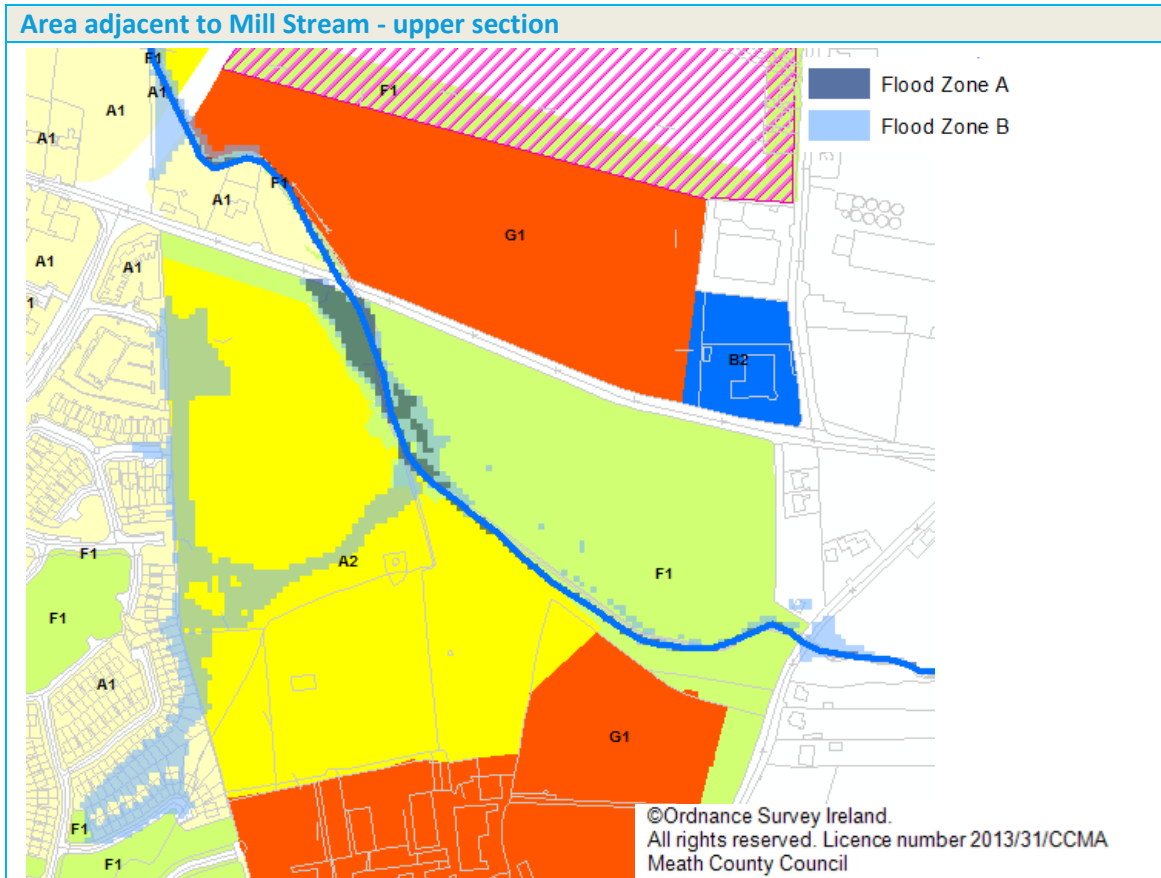 Area adjacent to Mill Stream - upper section
F1
A1
A1
A1
F1
Flood Zone A
Flood Zone B
F1
A1
G1
A1
A1
1
B2
A2
F1
F1
F1
A1
G1
F1
F1
©Ordnance Survey Ireland.
All rights reserved. Licence number 2013/31/CCMA
Meath County Council